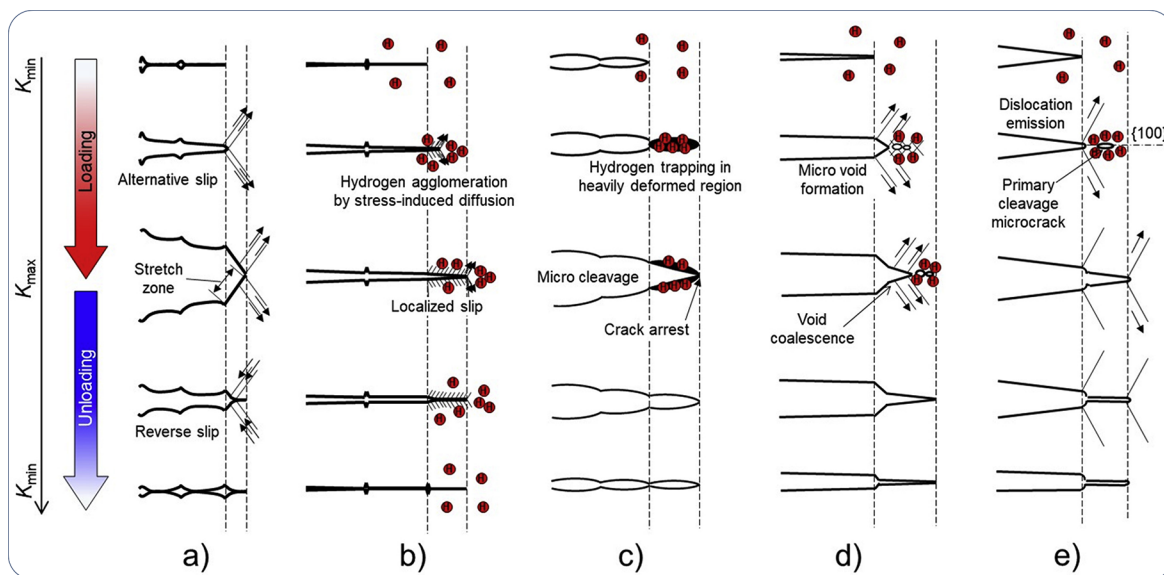 Kmin
Loading
Kmax
Unloading
Kmin
Alternative slip
Stretch
zone
Reverse slip
a)
H H H H
H H H H H H
Hydrogen agglomeration
by stress-induced diffusion
H H H H H H
Localized slip
H H H H H
H H H H
b)
H H H H
H H H H H
Hydrogen trapping in
heavily deformed region
Micro cleavage
H H H H H
Crack arrest
c)
H H H H
H H H H
Micro void
formation
H H H H
Void
coalescence
d)
H H H H
Dislocation
emission
{100}
H H H H H H
Primary
cleavage
microcrack
e)